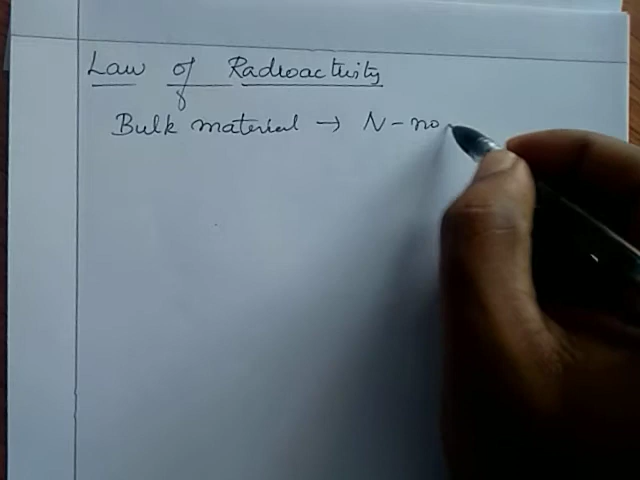 Law of Radioactivity
Bulk material → N - no